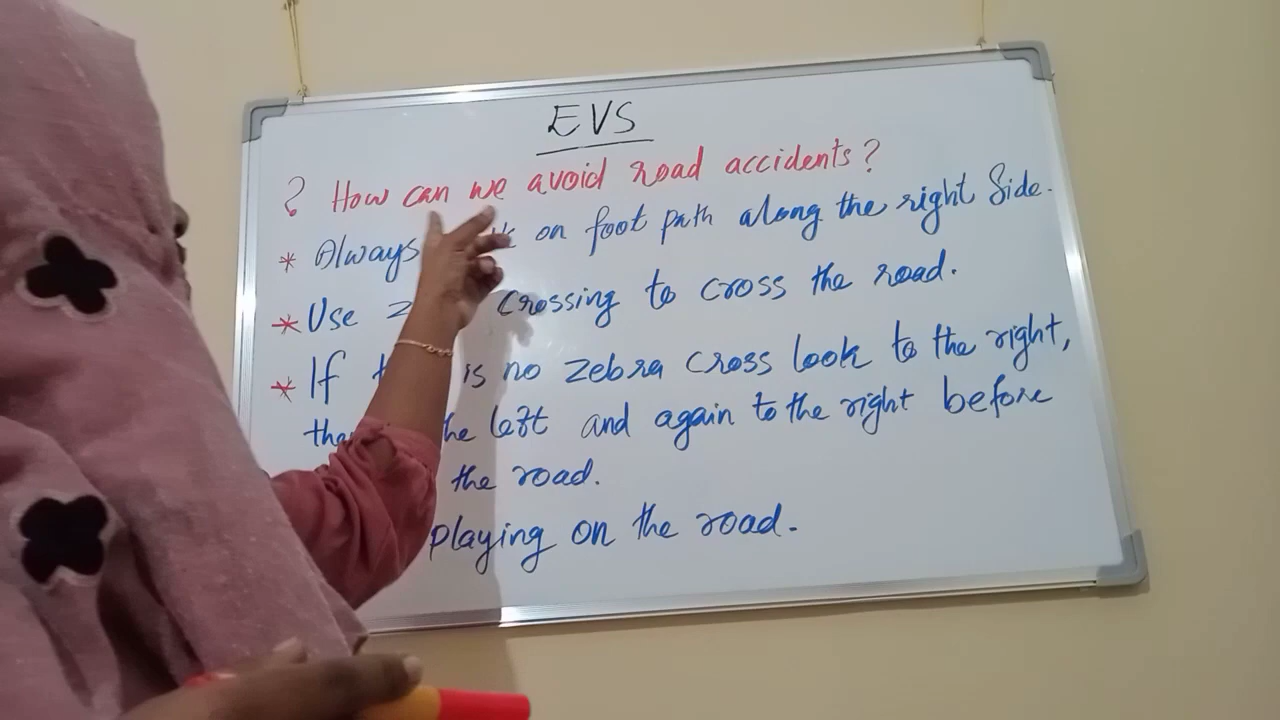 EVS
? How can we avoid road accidents?
* Always on foot path along the right Side.
* Use crossing to cross the road.
* If is no zebra cross look to the right,
left and again to the right before
the road.
playing on the road.